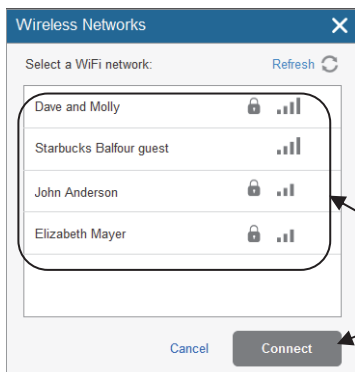 Wireless Networks
Select a WiFi network: Refresh
Dave and Molly
Starbucks Balfour guest
John Anderson
Elizabeth Mayer
Cancel Connect